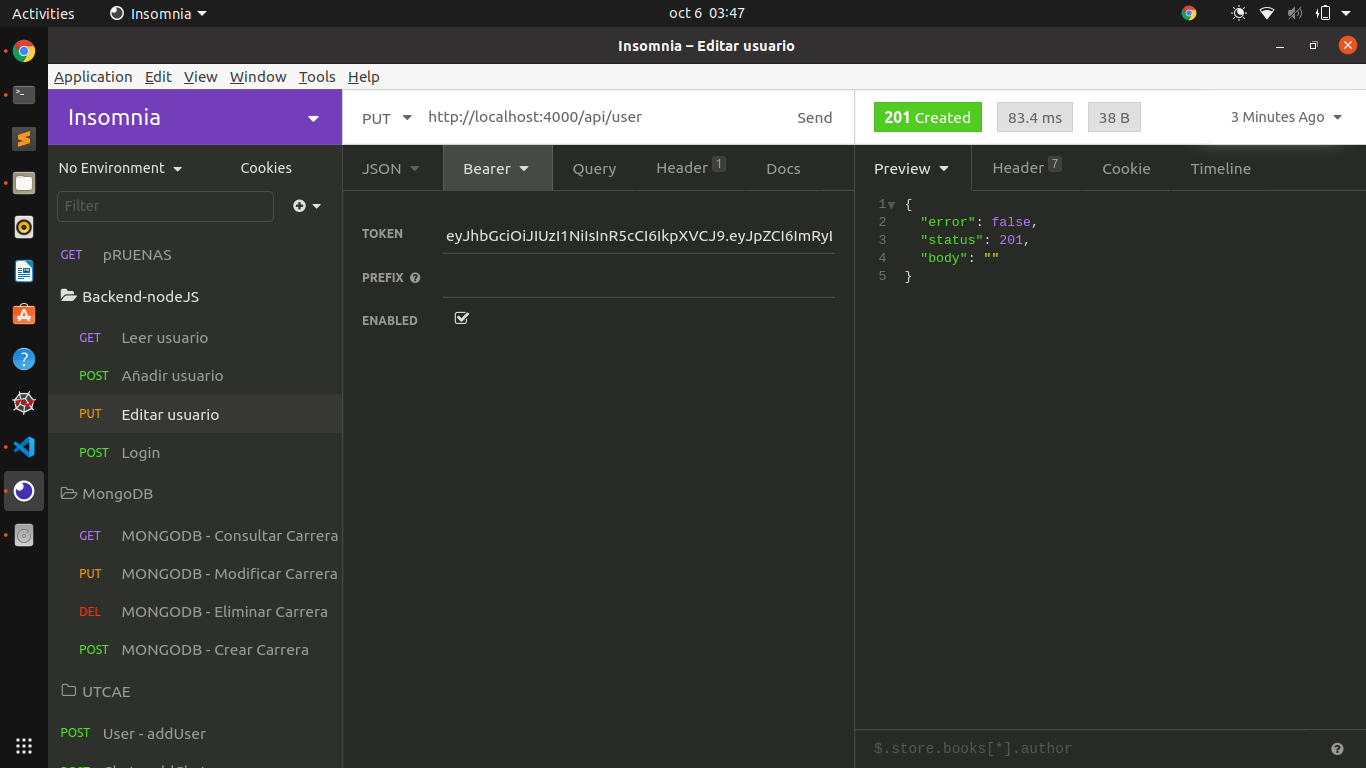 Activities
Insomnia
oct 6 03:47
Insomnia – Editar usuario
Application Edit View Window Tools Help
Insomnia
PUT
http://localhost:4000/api/user
Send
201 Created
83.4 ms
38 B
3 Minutes Ago
No Environment
Cookies
Filter
GET pRUENAS
Backend-nodeJS
GET Leer usuario
POST Añadir usuario
PUT Editar usuario
POST Login
MongoDB
GET MONGODB - Consultar Carrera
PUT MONGODB - Modificar Carrera
DEL MONGODB - Eliminar Carrera
POST MONGODB - Crear Carrera
UTCAE
POST User - addUser
JSON Bearer Query Header 1 Docs
TOKEN eyJhbGciOiJIUzI1NiIsInR5cCI6IkpXVCJ9.eyJpZCI6ImRyI
PREFIX
ENABLED
Preview Header 7 Cookie Timeline
1 {
2 "error": false,
3 "status": 201,
4 "body": ""
5 }
$.store.books[*].author